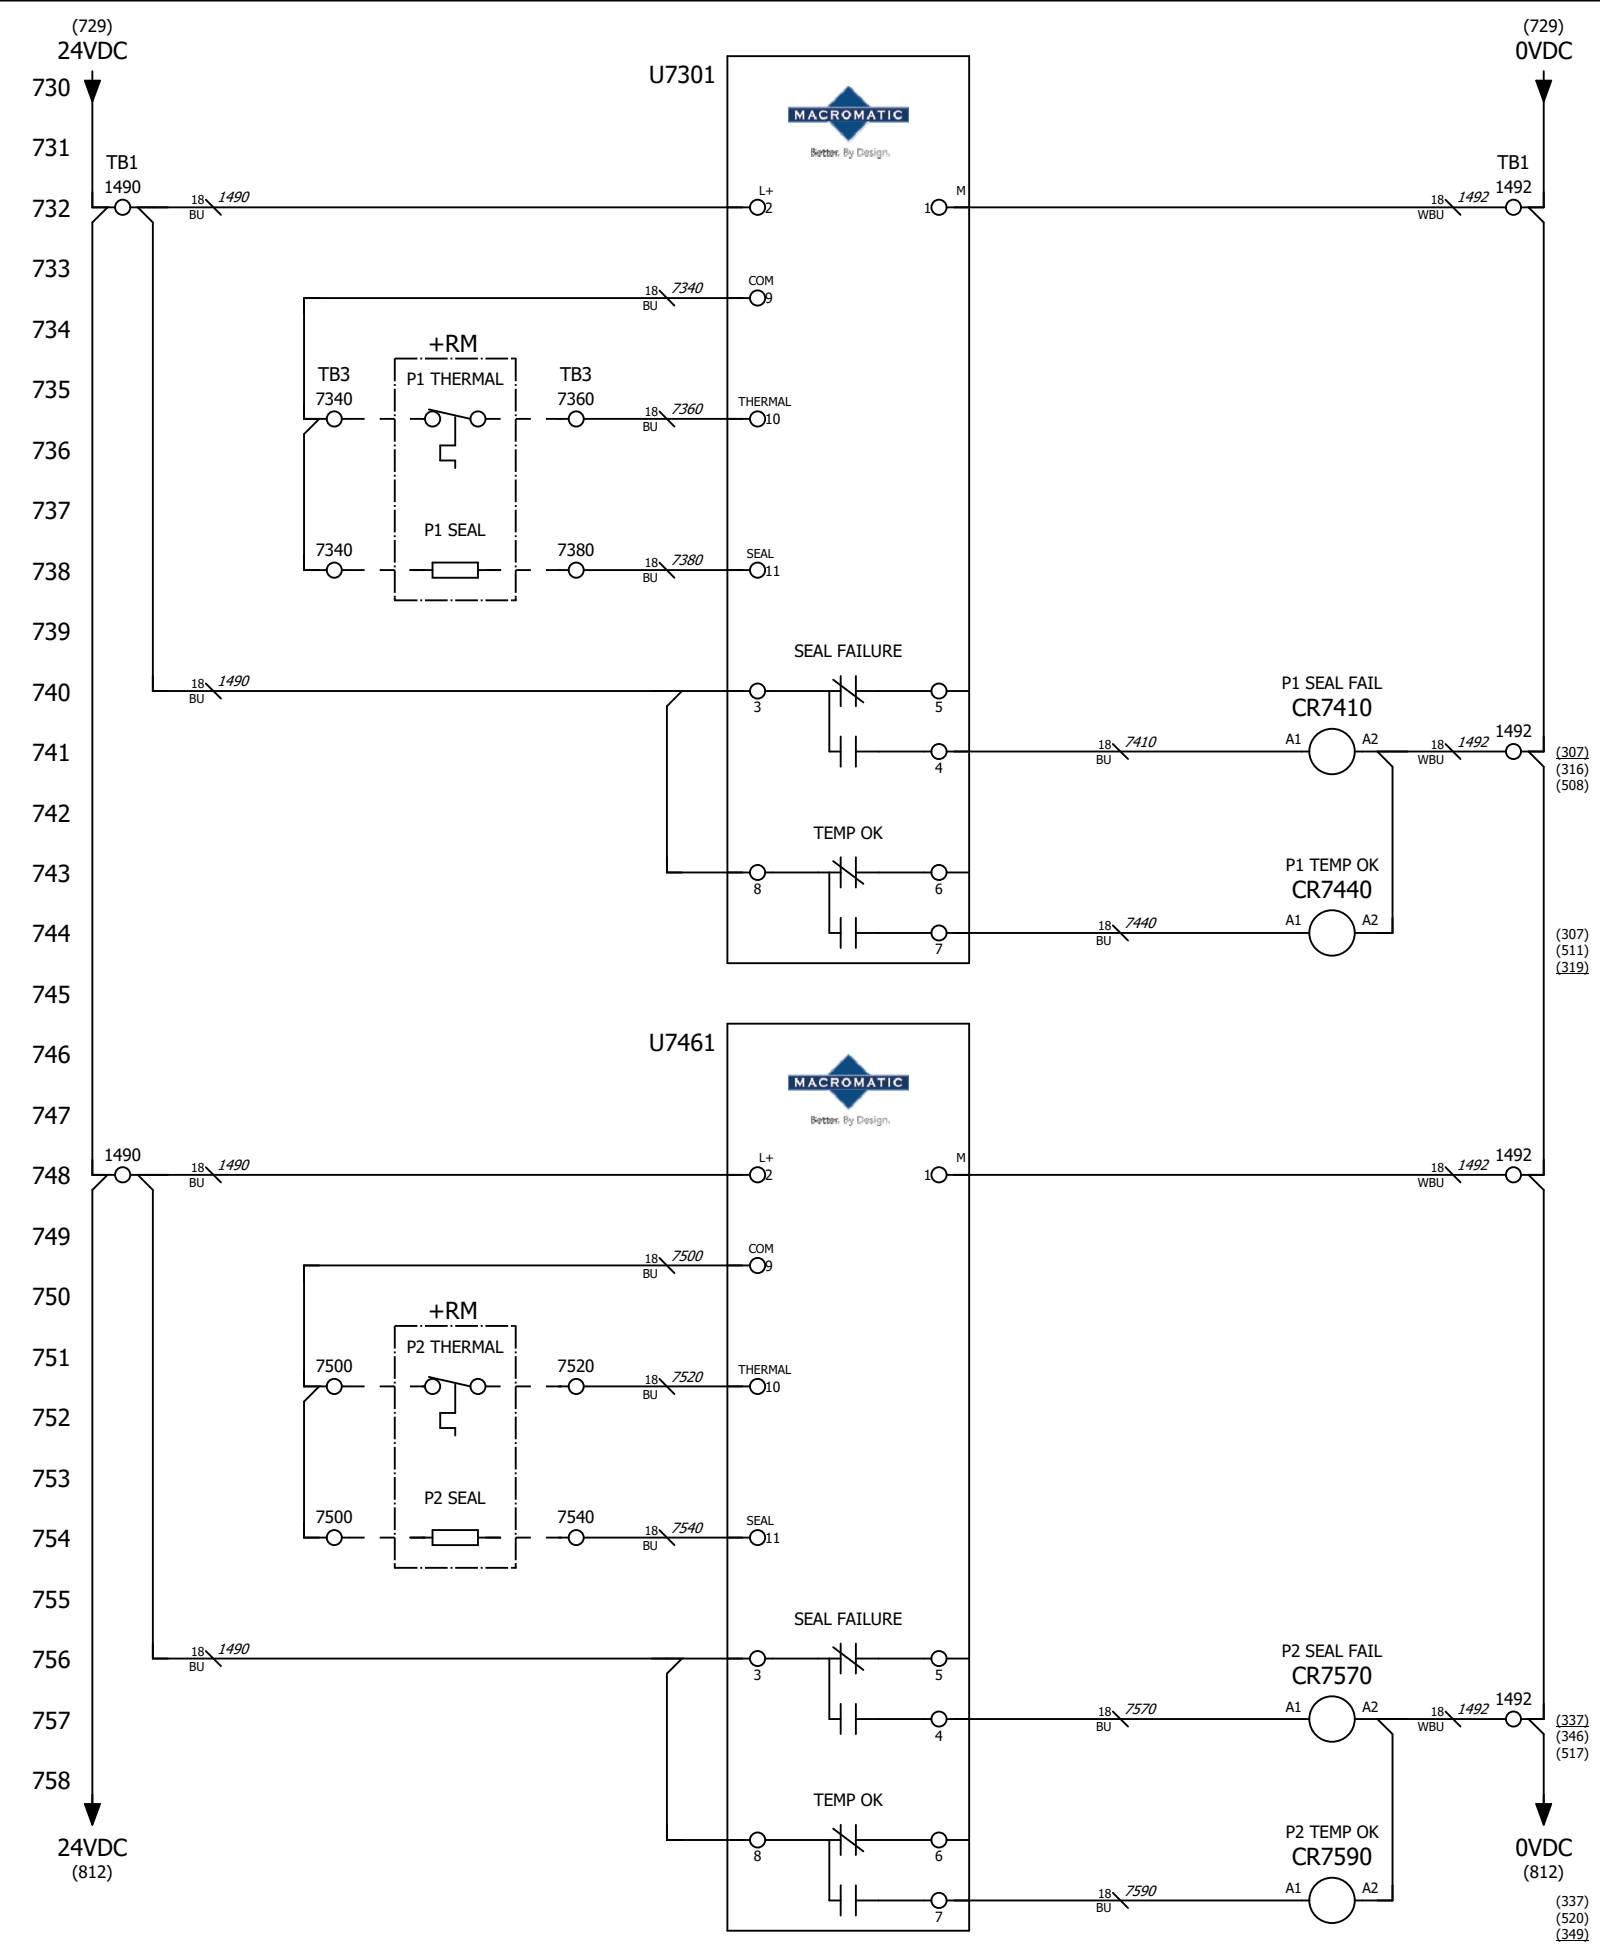 (729)
24VDC
(729)
0VDC
730
U7301
MACROMATIC
Better. By Design.
731
TB1
1490
TB1
1492
732
18 1490
BU
L+
2
M
1
18 1492
WBU
733
18 7340
BU
COM
9
734
+RM
735
TB3
7340
P1 THERMAL
TB3
7360
18 7360
BU
THERMAL
10
736
737
P1 SEAL
738
7340
7380
18 7380
BU
SEAL
11
739
SEAL FAILURE
740
18 1490
BU
3
5
P1 SEAL FAIL
CR7410
741
4
18 7410
BU
A1
A2
18 1492
WBU
1492
(307)
(316)
(508)
742
TEMP OK
743
8
6
P1 TEMP OK
CR7440
744
7
18 7440
BU
A1
A2
(307)
(511)
(319)
745
746
U7461
MACROMATIC
Better. By Design.
747
748
1490
18 1490
BU
L+
2
M
1
18 1492
WBU
1492
749
18 7500
BU
COM
9
750
+RM
751
P2 THERMAL
7500
7520
18 7520
BU
THERMAL
10
752
753
P2 SEAL
754
7500
7540
18 7540
BU
SEAL
11
755
SEAL FAILURE
756
18 1490
BU
3
5
P2 SEAL FAIL
CR7570
757
4
18 7570
BU
A1
A2
18 1492
WBU
1492
(337)
(346)
(517)
758
TEMP OK
24VDC
(812)
8
6
P2 TEMP OK
CR7590
0VDC
(812)
7
18 7590
BU
A1
A2
(337)
(520)
(349)